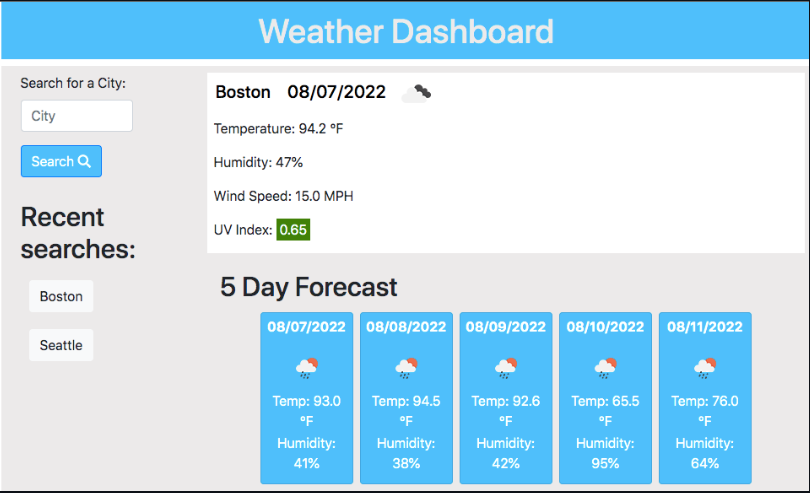 Weather Dashboard
Search for a City:
City
Search
Recent
searches:
Boston
Seattle
Boston 08/07/2022
Temperature: 94.2 °F
Humidity: 47%
Wind Speed: 15.0 MPH
UV Index: 0.65
5 Day Forecast
08/07/2022
Temp: 93.0
°F
Humidity:
41%
08/08/2022
Temp: 94.5
°F
Humidity:
38%
08/09/2022
Temp: 92.6
°F
Humidity:
42%
08/10/2022
Temp: 65.5
°F
Humidity:
95%
08/11/2022
Temp: 76.0
°F
Humidity:
64%